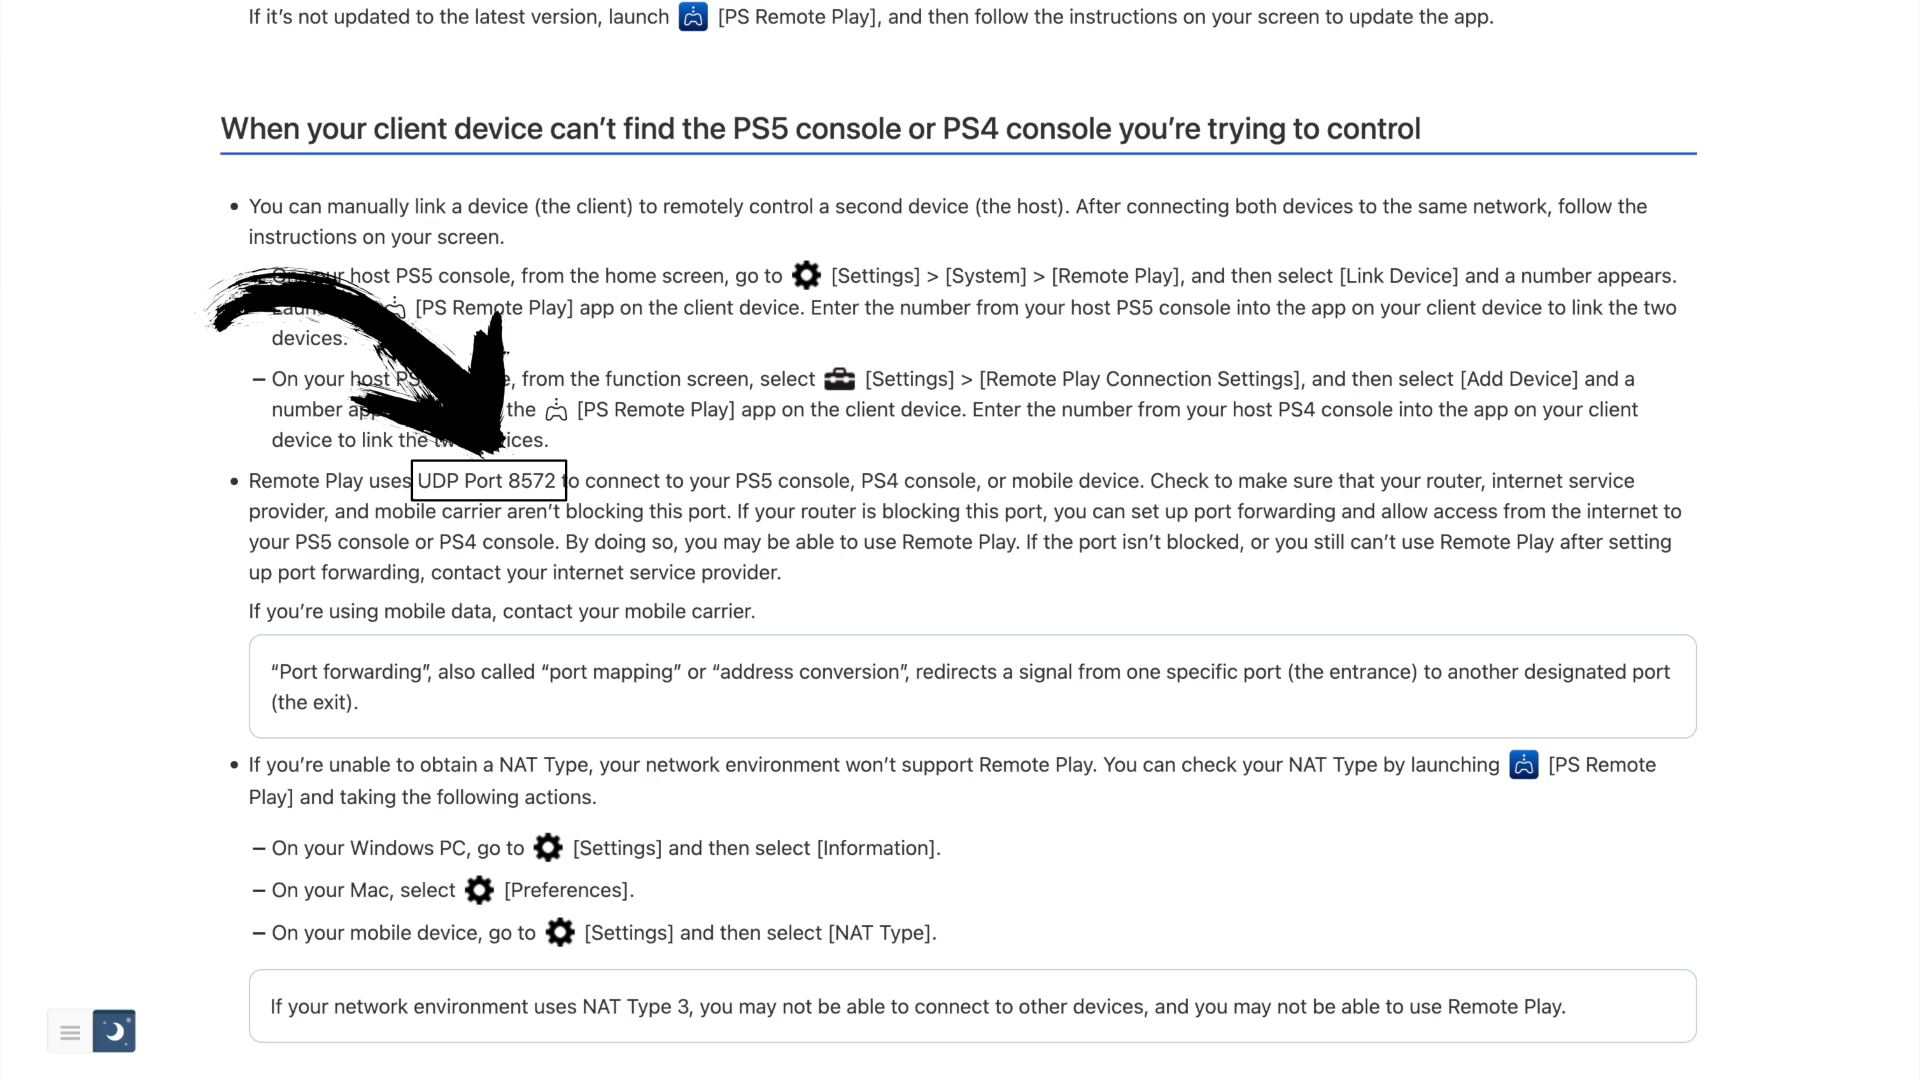 If it’s not updated to the latest version, launch [PS Remote Play], and then follow the instructions on your screen to update the app.
When your client device can’t find the PS5 console or PS4 console you’re trying to control
• You can manually link a device (the client) to remotely control a second device (the host). After connecting both devices to the same network, follow the
instructions on your screen.
host PS5 console, from the home screen, go to [Settings] > [System] > [Remote Play], and then select [Link Device] and a number appears.
[PS Remote Play] app on the client device. Enter the number from your host PS5 console into the app on your client device to link the two
devices.
– On your host from the function screen, select [Settings] > [Remote Play Connection Settings], and then select [Add Device] and a
number the [PS Remote Play] app on the client device. Enter the number from your host PS4 console into the app on your client
device to link the
• Remote Play uses UDP Port 8572 to connect to your PS5 console, PS4 console, or mobile device. Check to make sure that your router, internet service
provider, and mobile carrier aren’t blocking this port. If your router is blocking this port, you can set up port forwarding and allow access from the internet to
your PS5 console or PS4 console. By doing so, you may be able to use Remote Play. If the port isn’t blocked, or you still can’t use Remote Play after setting
up port forwarding, contact your internet service provider.
If you’re using mobile data, contact your mobile carrier.
“Port forwarding”, also called “port mapping” or “address conversion”, redirects a signal from one specific port (the entrance) to another designated port
(the exit).
• If you’re unable to obtain a NAT Type, your network environment won’t support Remote Play. You can check your NAT Type by launching [PS Remote
Play] and taking the following actions.
– On your Windows PC, go to [Settings] and then select [Information].
– On your Mac, select [Preferences].
– On your mobile device, go to [Settings] and then select [NAT Type].
If your network environment uses NAT Type 3, you may not be able to connect to other devices, and you may not be able to use Remote Play.